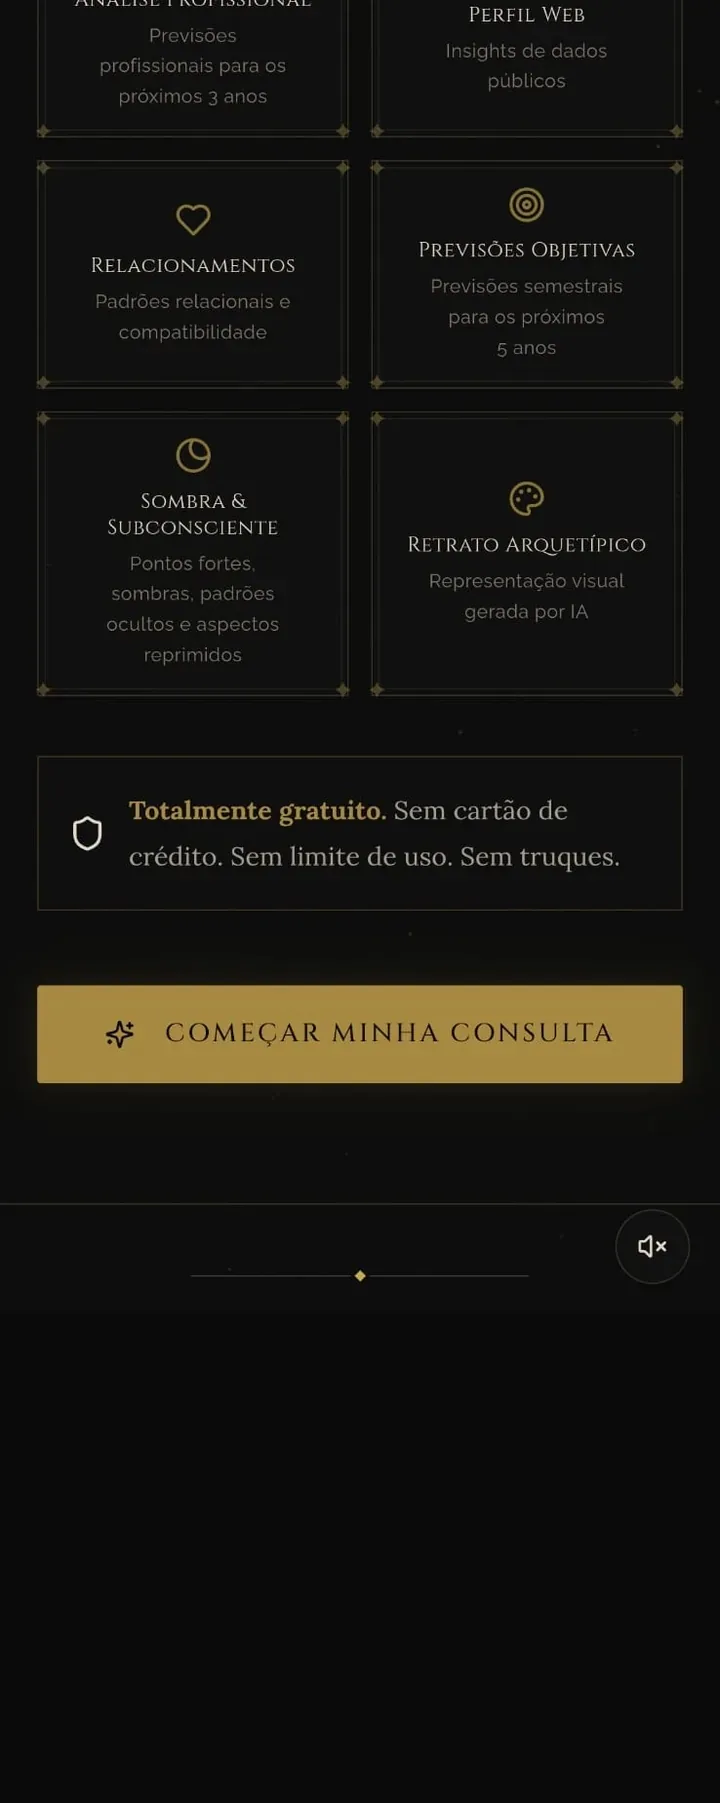 ANÁLISE PROFISSIONAL
Previsões
profissionais para os
próximos 3 anos
PERFIL WEB
Insights de dados
públicos
RELACIONAMENTOS
Padrões relacionais e
compatibilidade
PREVISÕES OBJETIVAS
Previsões semestrais
para os próximos
5 anos
SOMBRA &
SUBCONSCIENTE
Pontos fortes,
sombras, padrões
ocultos e aspectos
reprimidos
RETRATO ARQUETÍPICO
Representação visual
gerada por IA
Totalmente gratuito. Sem cartão de
crédito. Sem limite de uso. Sem truques.
COMEÇAR MINHA CONSULTA